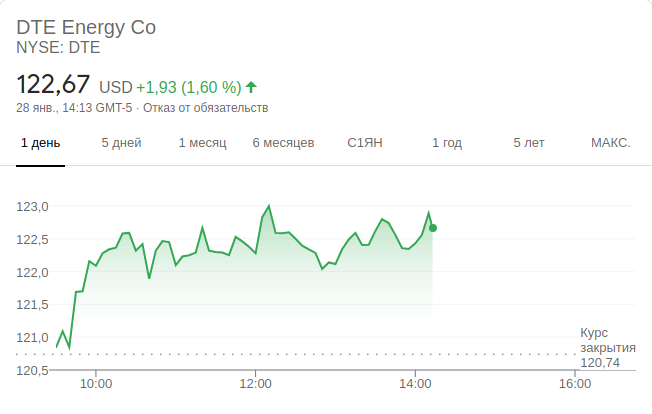 DTE Energy Co
NYSE: DTE
122,67 USD +1,93 (1,60 %)
28 янв., 14:13 GMT-5 · Отказ от обязательств
1 день 5 дней 1 месяц 6 месяцев С1ЯН 1 год 5 лет МАКС.
123,0
122,5
122,0
121,5
121,0
120,5
Курс
закрытия
120,74
10:00 12:00 14:00 16:00